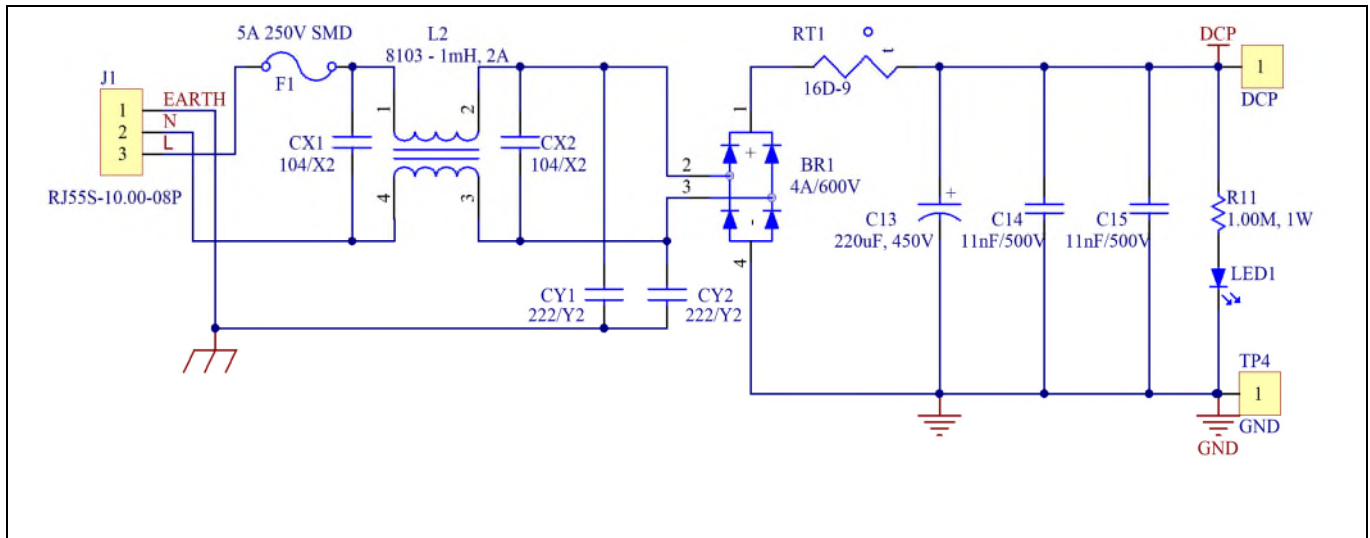 5A 250V SMD
F1
L2
8103 - 1mH, 2A
RT1
t
16D-9
DCP
1
DCP
J1
1
2
3
EARTH
N
L
RJ55S-10.00-08P
CX1
104/X2
1
2
4
3
CX2
104/X2
1
2
3
4
+
-
BR1
4A/600V
+
C13
220uF, 450V
C14
11nF/500V
C15
11nF/500V
R11
1.00M, 1W
LED1
CY1
222/Y2
CY2
222/Y2
TP4
1
GND
GND